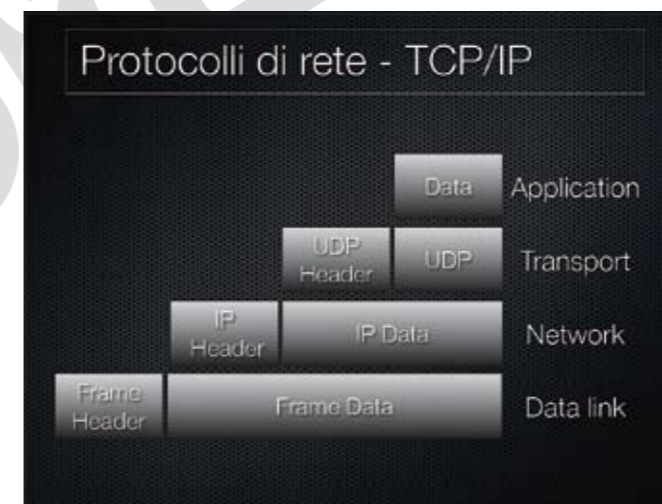 Protocolli di rete - TCP/IP
Data Application
UDP
Header UDP Transport
IP
Header IP Data Network
Frame
Header Frame Data Data link